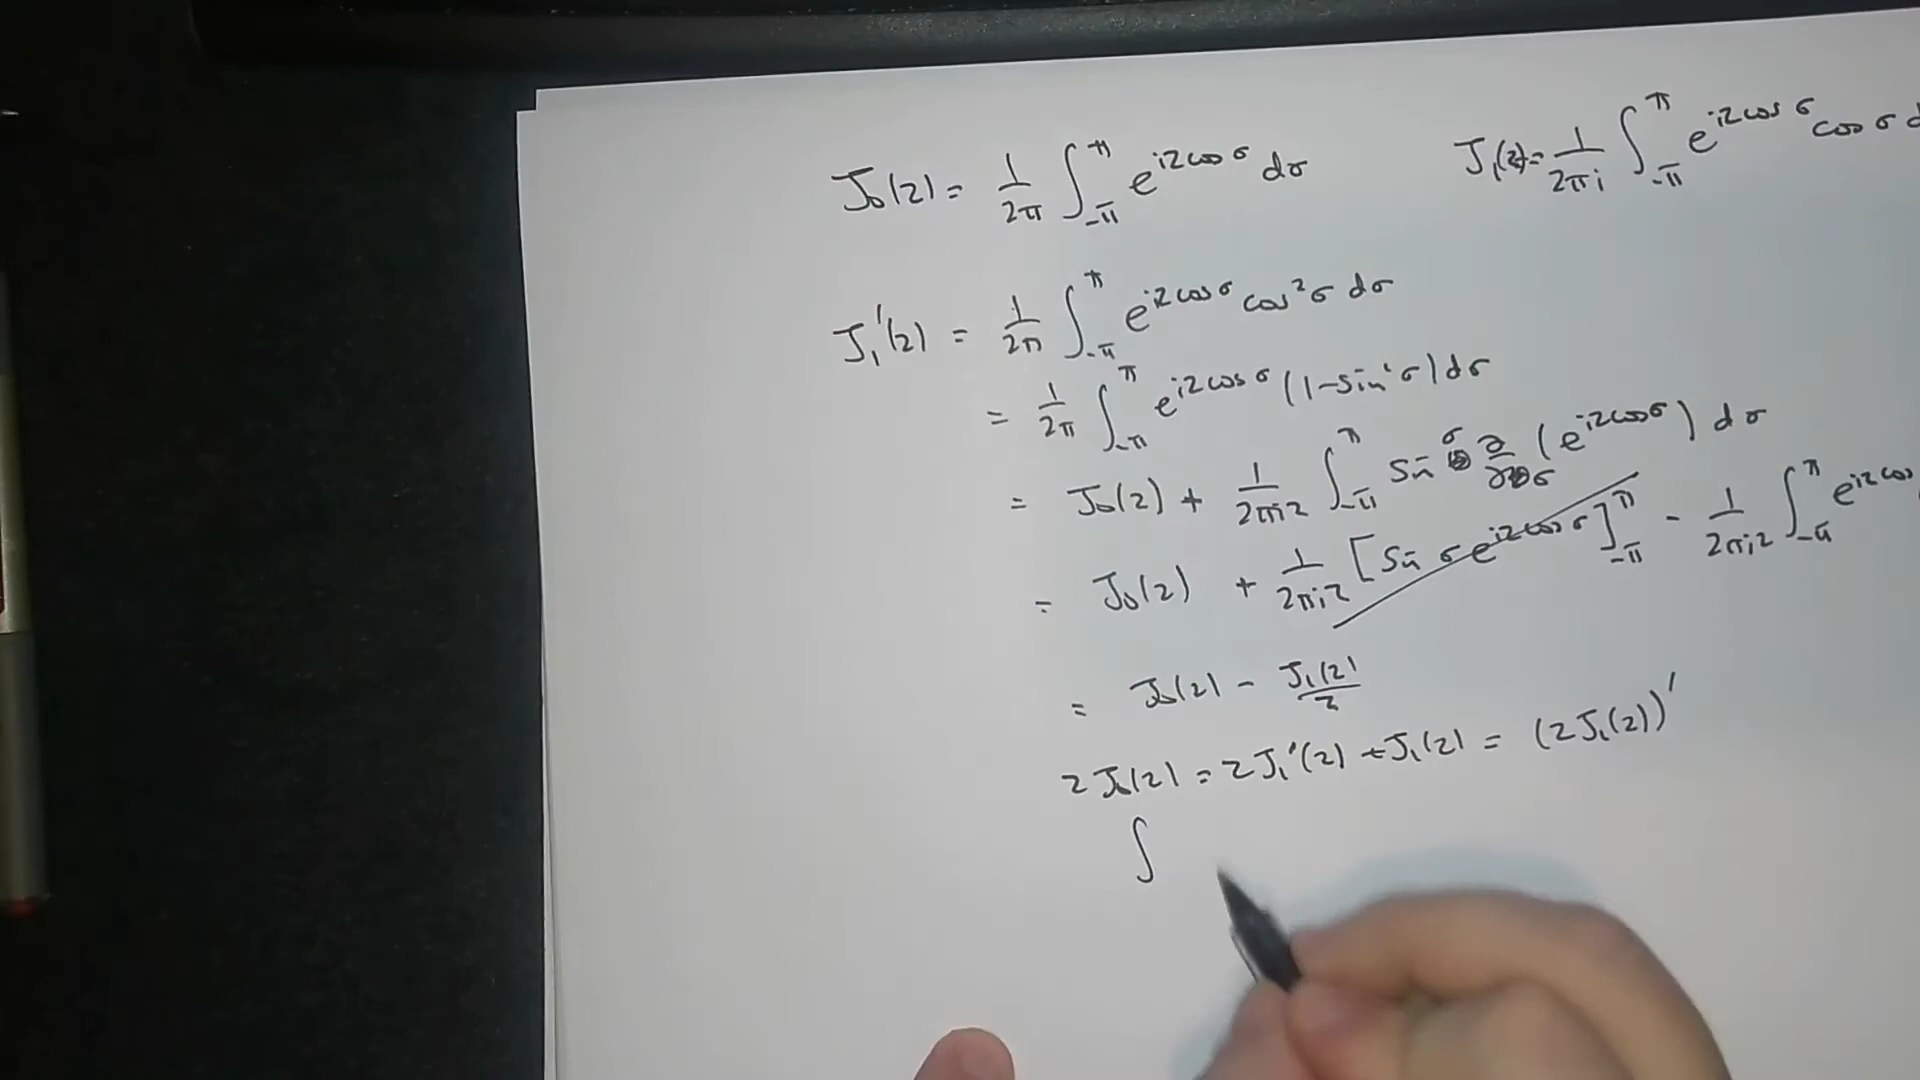 J₀(z) = 1/2π ∫_{-π}^{π} e^{iz cos σ} dσ    J₁(z) = 1/2πi ∫_{-π}^{π} e^{iz cos σ} cos σ d
J₁'(z) = 1/2π ∫_{-π}^{π} e^{iz cos σ} cos²σ dσ
= 1/2π ∫_{-π}^{π} e^{iz cos σ} (1-sin²σ) dσ
= J₀(z) + 1/2πiz ∫_{-π}^{π} sin σ ∂/∂σ (e^{iz cos σ}) dσ
= J₀(z) + 1/2πiz [sin σ e^{iz cos σ}]_{-π}^{π} - 1/2πiz ∫_{-π}^{π} e^{iz cos
= J₀(z) - J₁(z)/z
z J₀(z) = z J₁'(z) + J₁(z) = (z J₁(z))'
∫